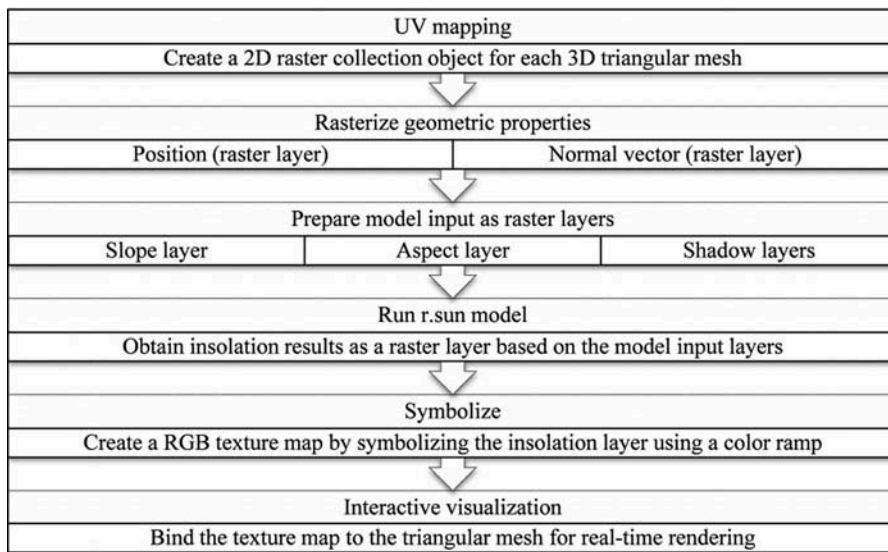 UV mapping
Create a 2D raster collection object for each 3D triangular mesh
Rasterize geometric properties
Position (raster layer)
Normal vector (raster layer)
Prepare model input as raster layers
Slope layer
Aspect layer
Shadow layers
Run r.sun model
Obtain insolation results as a raster layer based on the model input layers
Symbolize
Create a RGB texture map by symbolizing the insolation layer using a color ramp
Interactive visualization
Bind the texture map to the triangular mesh for real-time rendering